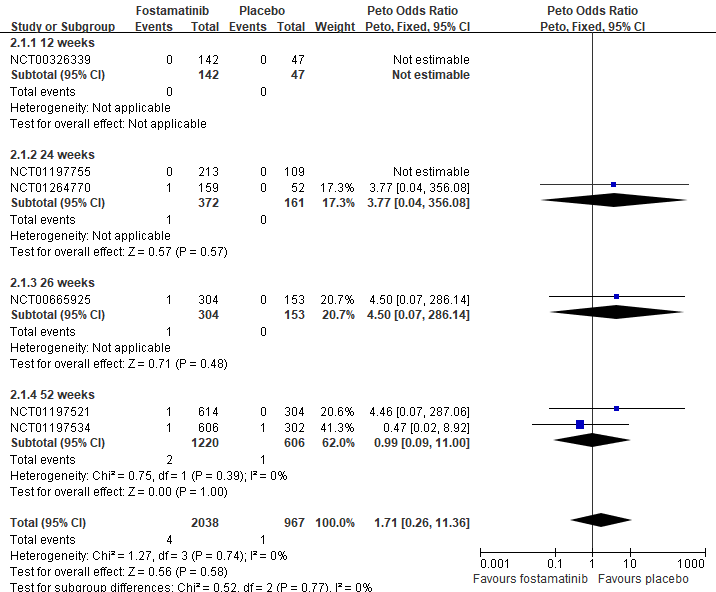 Fostamatinib Placebo Peto Odds Ratio Peto Odds Ratio
Study or Subgroup Events Total Events Total Weight Peto, Fixed, 95% CI Peto, Fixed, 95% CI
2.1.1 12 weeks
NCT00326339 0 142 0 47 Not estimable
Subtotal (95% CI) 142 47 Not estimable
Total events 0 0
Heterogeneity: Not applicable
Test for overall effect: Not applicable
2.1.2 24 weeks
NCT01197755 0 213 0 109 Not estimable
NCT01264770 1 159 0 52 17.3% 3.77 [0.04, 356.08]
Subtotal (95% CI) 372 161 17.3% 3.77 [0.04, 356.08]
Total events 1 0
Heterogeneity: Not applicable
Test for overall effect: Z = 0.57 (P = 0.57)
2.1.3 26 weeks
NCT00665925 1 304 0 153 20.7% 4.50 [0.07, 286.14]
Subtotal (95% CI) 304 153 20.7% 4.50 [0.07, 286.14]
Total events 1 0
Heterogeneity: Not applicable
Test for overall effect: Z = 0.71 (P = 0.48)
2.1.4 52 weeks
NCT01197521 1 614 0 304 20.6% 4.46 [0.07, 287.06]
NCT01197534 1 606 1 302 41.3% 0.47 [0.02, 8.92]
Subtotal (95% CI) 1220 606 62.0% 0.99 [0.09, 11.00]
Total events 2 1
Heterogeneity: Chi² = 0.75, df = 1 (P = 0.39); I² = 0%
Test for overall effect: Z = 0.00 (P = 1.00)
Total (95% CI) 2038 967 100.0% 1.71 [0.26, 11.36]
Total events 4 1
Heterogeneity: Chi² = 1.27, df = 3 (P = 0.74); I² = 0%
Test for overall effect: Z = 0.56 (P = 0.58)
Test for subgroup differences: Chi² = 0.52, df = 2 (P = 0.77), I² = 0%
0.001 0.1 1 10 1000
Favours fostamatinib Favours placebo